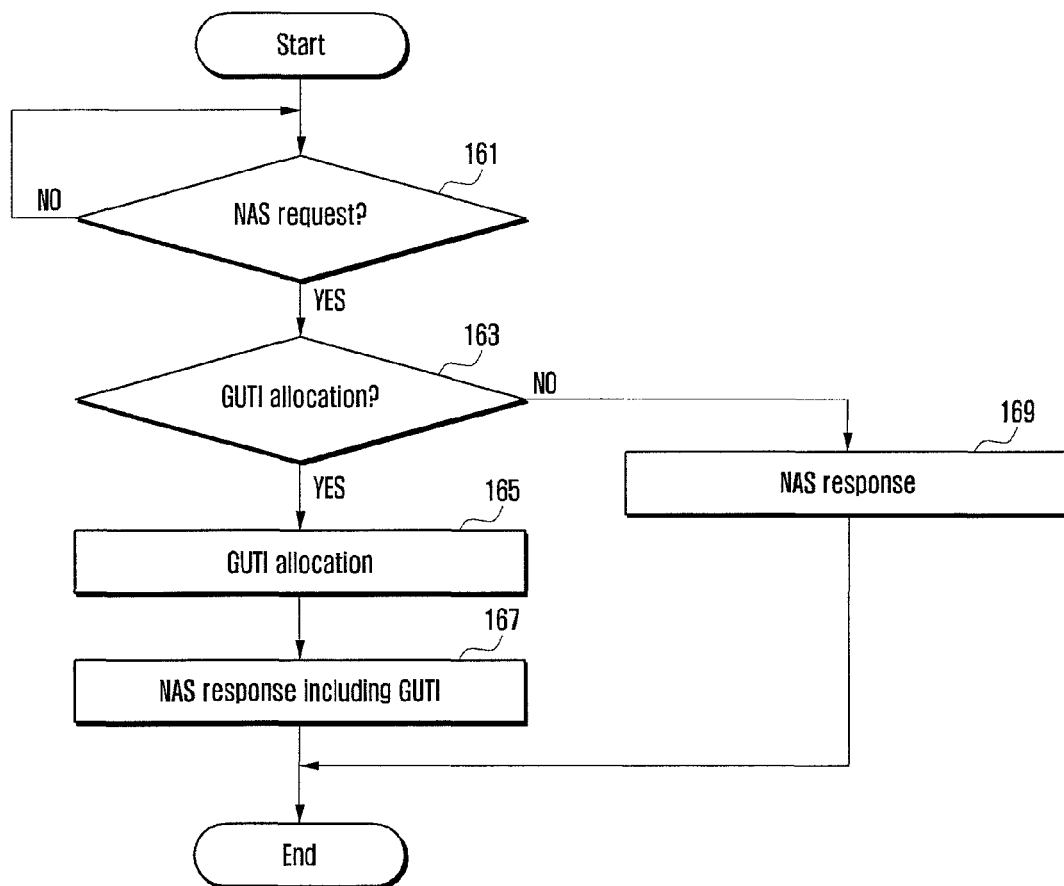 Start
161
NO
NAS request?
YES
163
GUTI allocation?
NO
169
YES
NAS response
165
GUTI allocation
167
NAS response including GUTI
End